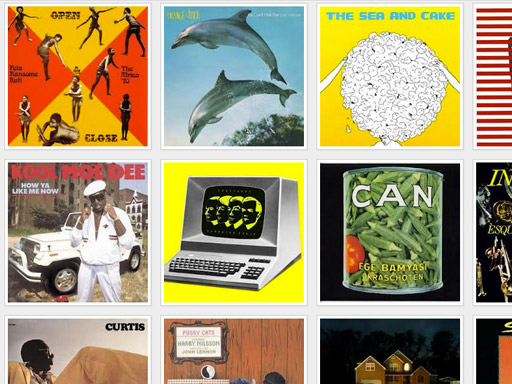 OPEN
Fela
Ransome
Kuti
The
Africa
'70
CLOSE
THE SEA AND CAKE
KOOL MOE DEE
HOW YA
LIKE ME NOW
CAN
EGE BAMYASI
OKRASCHOTEN
IN
ESQU
CURTIS
PUSSY CATS
HARRY NILSSON
JOHN LENNON